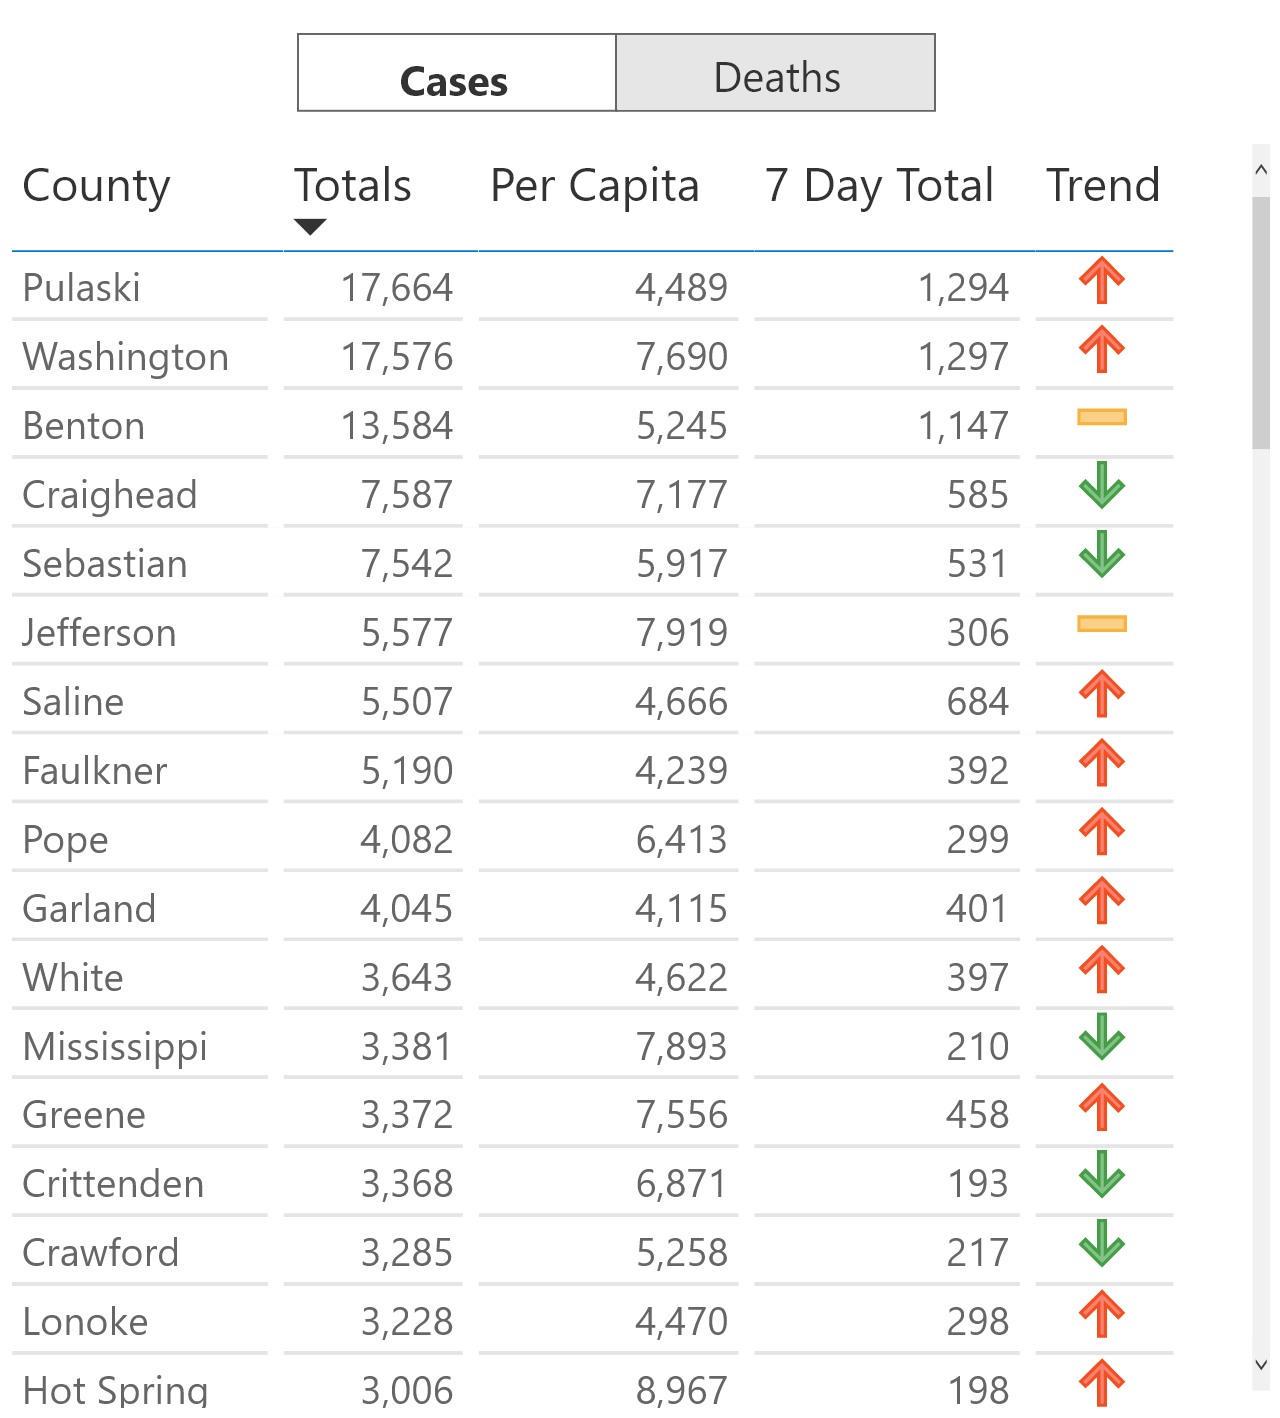 Cases Deaths
County Totals Per Capita 7 Day Total Trend
Pulaski 17,664 4,489 1,294
Washington 17,576 7,690 1,297
Benton 13,584 5,245 1,147
Craighead 7,587 7,177 585
Sebastian 7,542 5,917 531
Jefferson 5,577 7,919 306
Saline 5,507 4,666 684
Faulkner 5,190 4,239 392
Pope 4,082 6,413 299
Garland 4,045 4,115 401
White 3,643 4,622 397
Mississippi 3,381 7,893 210
Greene 3,372 7,556 458
Crittenden 3,368 6,871 193
Crawford 3,285 5,258 217
Lonoke 3,228 4,470 298
Hot Spring 3,006 8,967 198